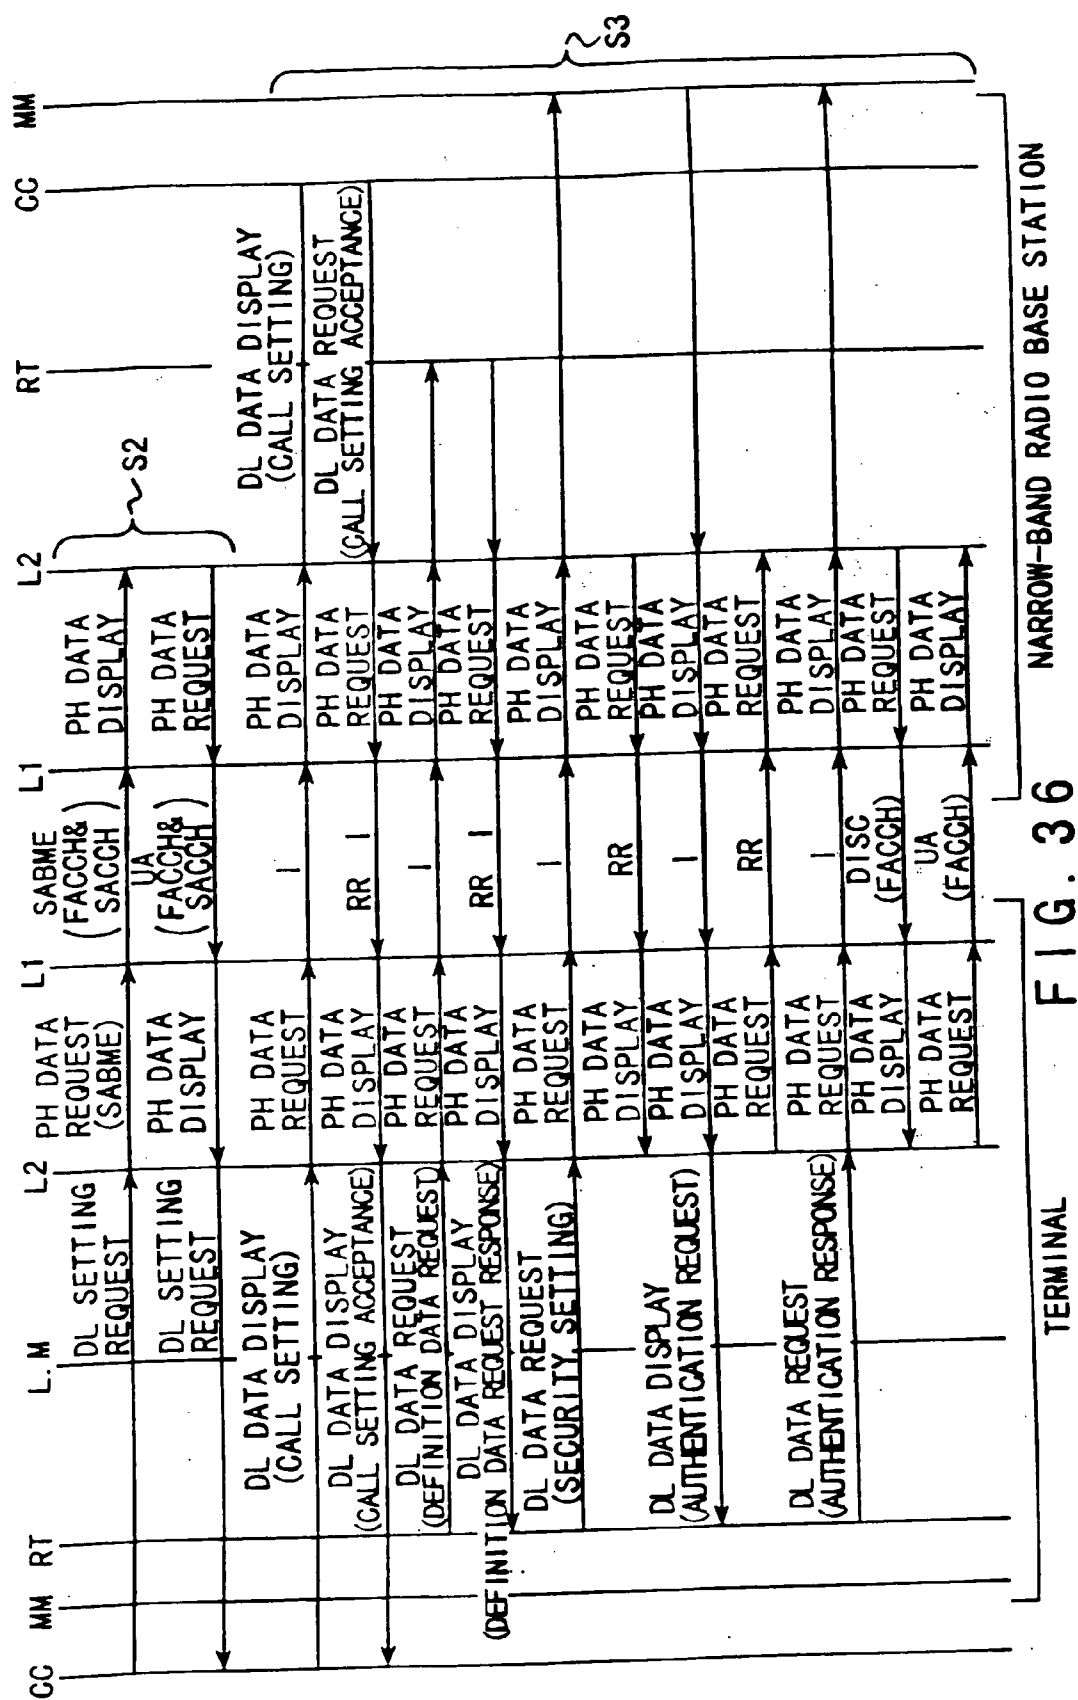 CC
MM
RT
L.M
L2
L1
L1
L2
RT
CC
MM
DL SETTING
REQUEST
PH DATA
REQUEST
(SABME)
SABME
(FACCH&
SACCH)
PH DATA
DISPLAY
S2
DL SETTING
REQUEST
PH DATA
DISPLAY
UA
(FACCH&
SACCH)
PH DATA
REQUEST
DL DATA DISPLAY
(CALL SETTING)
PH DATA
REQUEST
I
PH DATA
DISPLAY
DL DATA DISPLAY
(CALL SETTING)
DL DATA DISPLAY
(CALL SETTING ACCEPTANCE)
PH DATA
DISPLAY
RR I
PH DATA
REQUEST
DL DATA REQUEST
(CALL SETTING ACCEPTANCE)
DL DATA REQUEST
(DEFINITION DATA REQUEST)
PH DATA
REQUEST
I
PH DATA
DISPLAY
DL DATA DISPLAY
(DEFINITION DATA REQUEST RESPONSE)
PH DATA
DISPLAY
RR I
PH DATA
REQUEST
DL DATA REQUEST
(SECURITY SETTING)
PH DATA
REQUEST
I
PH DATA
DISPLAY
PH DATA
DISPLAY
RR
PH DATA
REQUEST
DL DATA DISPLAY
(AUTHENTICATION REQUEST)
PH DATA
DISPLAY
I
PH DATA
DISPLAY
PH DATA
REQUEST
RR
PH DATA
REQUEST
DL DATA REQUEST
(AUTHENTICATION RESPONSE)
PH DATA
REQUEST
I
PH DATA
DISPLAY
PH DATA
DISPLAY
DISC
(FACCH)
PH DATA
REQUEST
PH DATA
REQUEST
UA
(FACCH)
PH DATA
DISPLAY
S3
TERMINAL
NARROW-BAND RADIO BASE STATION
FIG. 36